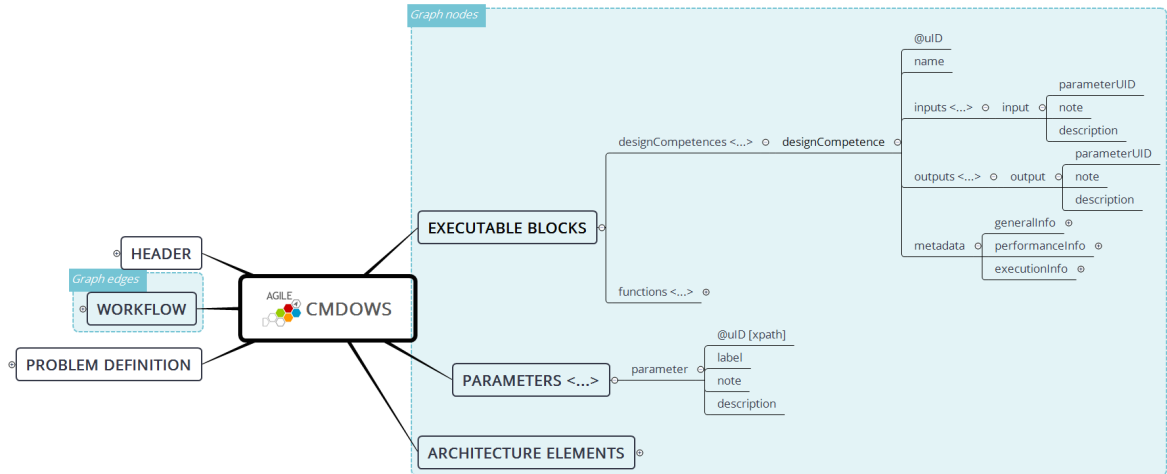 Graph nodes
@uID
name
inputs <...>
input
parameterUID
note
description
designCompetences <...>
designCompetence
outputs <...>
output
parameterUID
note
description
EXECUTABLE BLOCKS
metadata
generalInfo
performanceInfo
executionInfo
functions <...>
HEADER
Graph edges
WORKFLOW
PROBLEM DEFINITION
AGILE
CMDOWS
PARAMETERS <...>
parameter
@uID [xpath]
label
note
description
ARCHITECTURE ELEMENTS